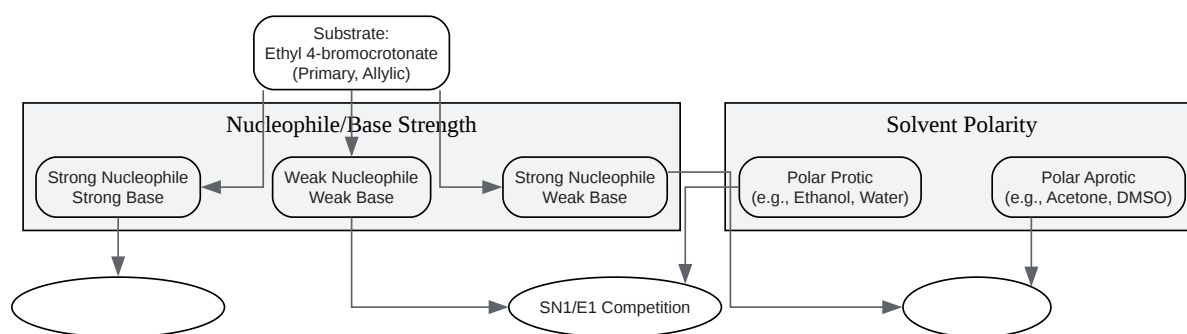 Substrate:
Ethyl 4-bromocrotonate
(Primary, Allylic)
Nucleophile/Base Strength
Solvent Polarity
Strong Nucleophile
Strong Base
Weak Nucleophile
Weak Base
Strong Nucleophile
Weak Base
Polar Protic
(e.g., Ethanol, Water)
Polar Aprotic
(e.g., Acetone, DMSO)
SN1/E1 Competition